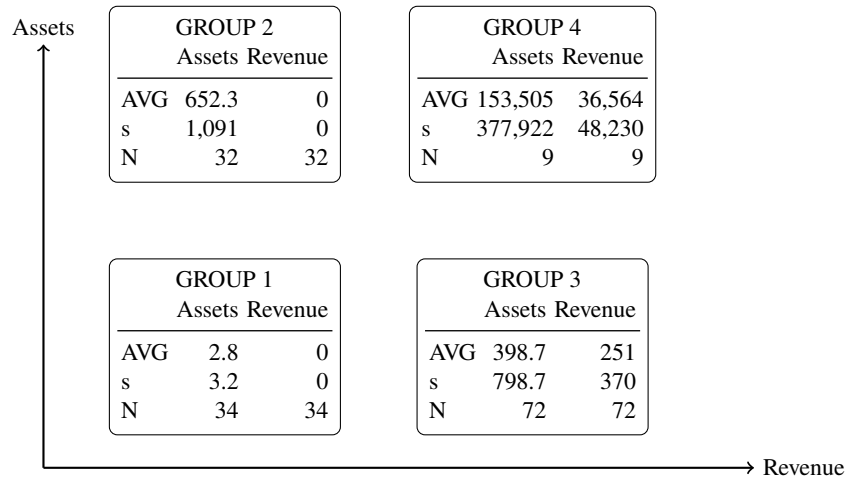 Assets
GROUP 2
Assets Revenue
AVG 652.3 0
s 1,091 0
N 32 32
GROUP 4
Assets Revenue
AVG 153,505 36,564
s 377,922 48,230
N 9 9
GROUP 1
Assets Revenue
AVG 2.8 0
s 3.2 0
N 34 34
GROUP 3
Assets Revenue
AVG 398.7 251
s 798.7 370
N 72 72
Revenue